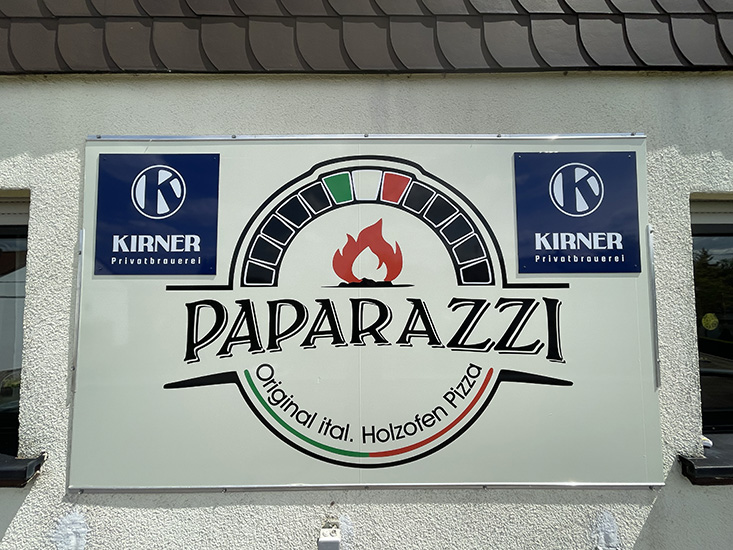 K
KIRNER
Privatbrauerei
K
KIRNER
Privatbrauerei
PAPARAZZI
Original ital. Holzofen Pizza